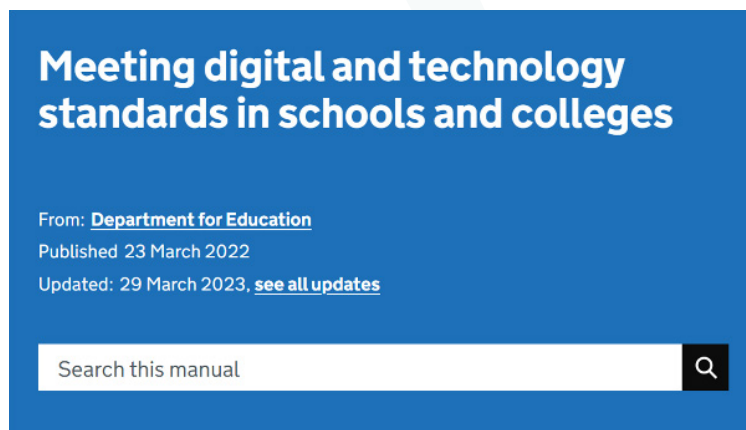 Meeting digital and technology
standards in schools and colleges
From: Department for Education
Published 23 March 2022
Updated: 29 March 2023, see all updates
Search this manual